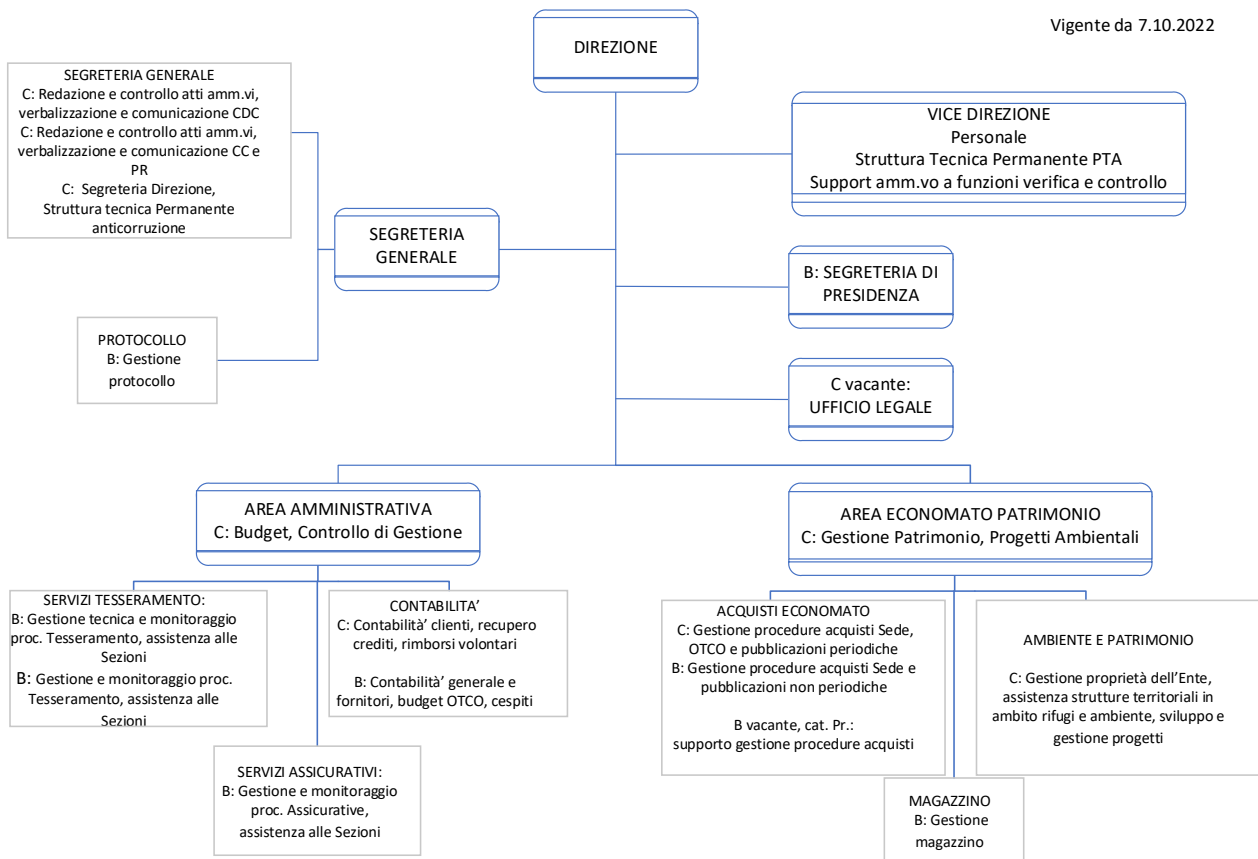 Vigente da 7.10.2022
DIREZIONE
SEGRETERIA GENERALE
C: Redazione e controllo atti amm.vi,
verbalizzazione e comunicazione CDC
C: Redazione e controllo atti amm.vi,
verbalizzazione e comunicazione CC e
PR
C: Segreteria Direzione,
Struttura tecnica Permanente
anticorruzione
VICE DIREZIONE
Personale
Struttura Tecnica Permanente PTA
Support amm.vo a funzioni verifica e controllo
SEGRETERIA
GENERALE
B: SEGRETERIA DI
PRESIDENZA
PROTOCOLLO
B: Gestione
protocollo
C vacante:
UFFICIO LEGALE
AREA AMMINISTRATIVA
C: Budget, Controllo di Gestione
AREA ECONOMATO PATRIMONIO
C: Gestione Patrimonio, Progetti Ambientali
SERVIZI TESSERAMENTO:
B: Gestione tecnica e monitoraggio
proc. Tesseramento, assistenza alle
Sezioni
B: Gestione e monitoraggio proc.
Tesseramento, assistenza alle
Sezioni
CONTABILITA’
C: Contabilità’ clienti, recupero
crediti, rimborsi volontari
B: Contabilità’ generale e
fornitori, budget OTCO, cespiti
ACQUISTI ECONOMATO
C: Gestione procedure acquisti Sede,
OTCO e pubblicazioni periodiche
B: Gestione procedure acquisti Sede e
pubblicazioni non periodiche
B vacante, cat. Pr.:
supporto gestione procedure acquisti
AMBIENTE E PATRIMONIO
C: Gestione proprietà dell’Ente,
assistenza strutture territoriali in
ambito rifugi e ambiente, sviluppo e
gestione progetti
SERVIZI ASSICURATIVI:
B: Gestione e monitoraggio
proc. Assicurative,
assistenza alle Sezioni
MAGAZZINO
B: Gestione
magazzino